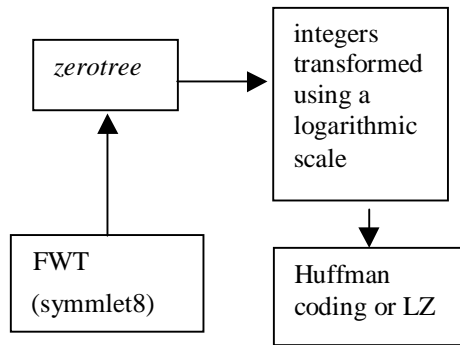 zerotree
integers
transformed
using a
logarithmic
scale
FWT
(symmlet8)
Huffman
coding or LZ